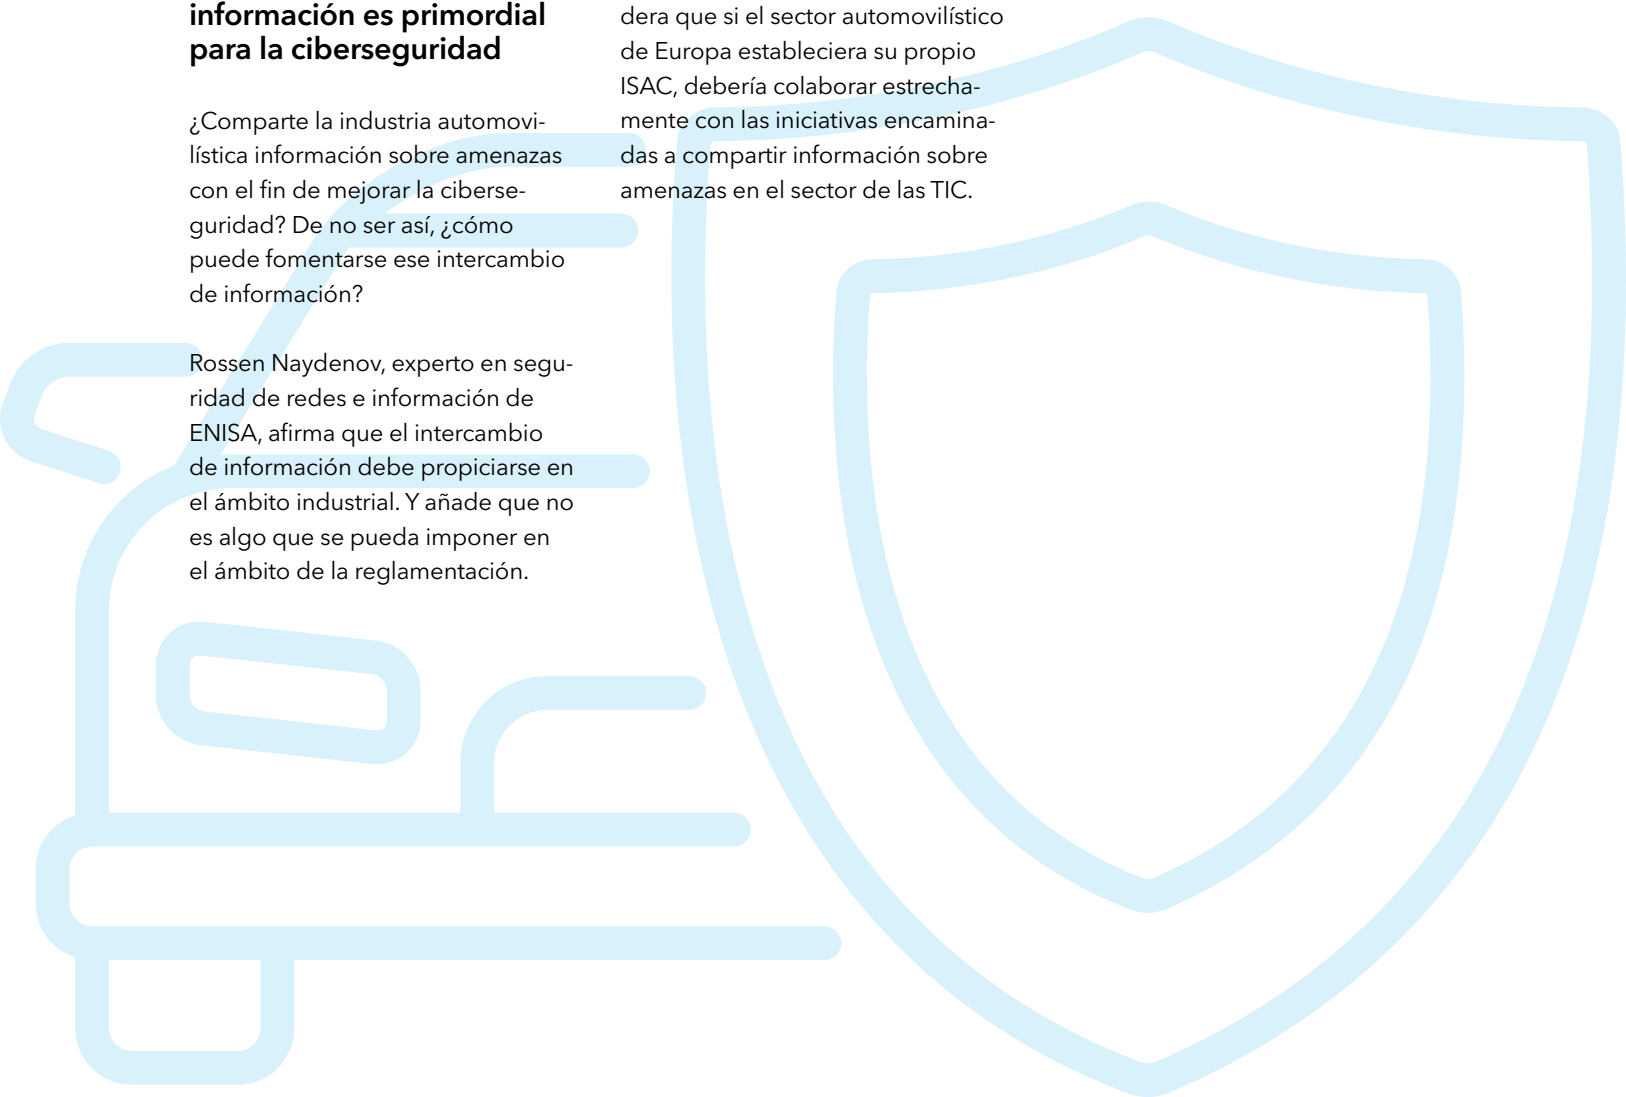 información es primordial
para la ciberseguridad
¿Comparte la industria automovi-
lística información sobre amenazas
con el fin de mejorar la ciberse-
guridad? De no ser así, ¿cómo
puede fomentarse ese intercambio
de información?
Rossen Naydenov, experto en segu-
ridad de redes e información de
ENISA, afirma que el intercambio
de información debe propiciarse en
el ámbito industrial. Y añade que no
es algo que se pueda imponer en
el ámbito de la reglamentación.
dera que si el sector automovilístico
de Europa estableciera su propio
ISAC, debería colaborar estrecha-
mente con las iniciativas encamina-
das a compartir información sobre
amenazas en el sector de las TIC.